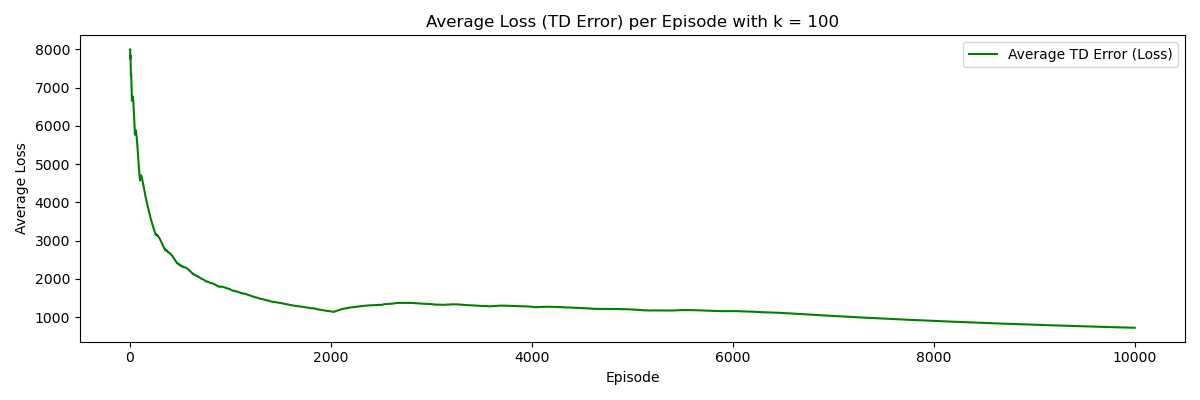 Average Loss (TD Error) per Episode with k = 100
Average TD Error (Loss)
Average Loss
8000
7000
6000
5000
4000
3000
2000
1000
0 2000 4000 6000 8000 10000
Episode